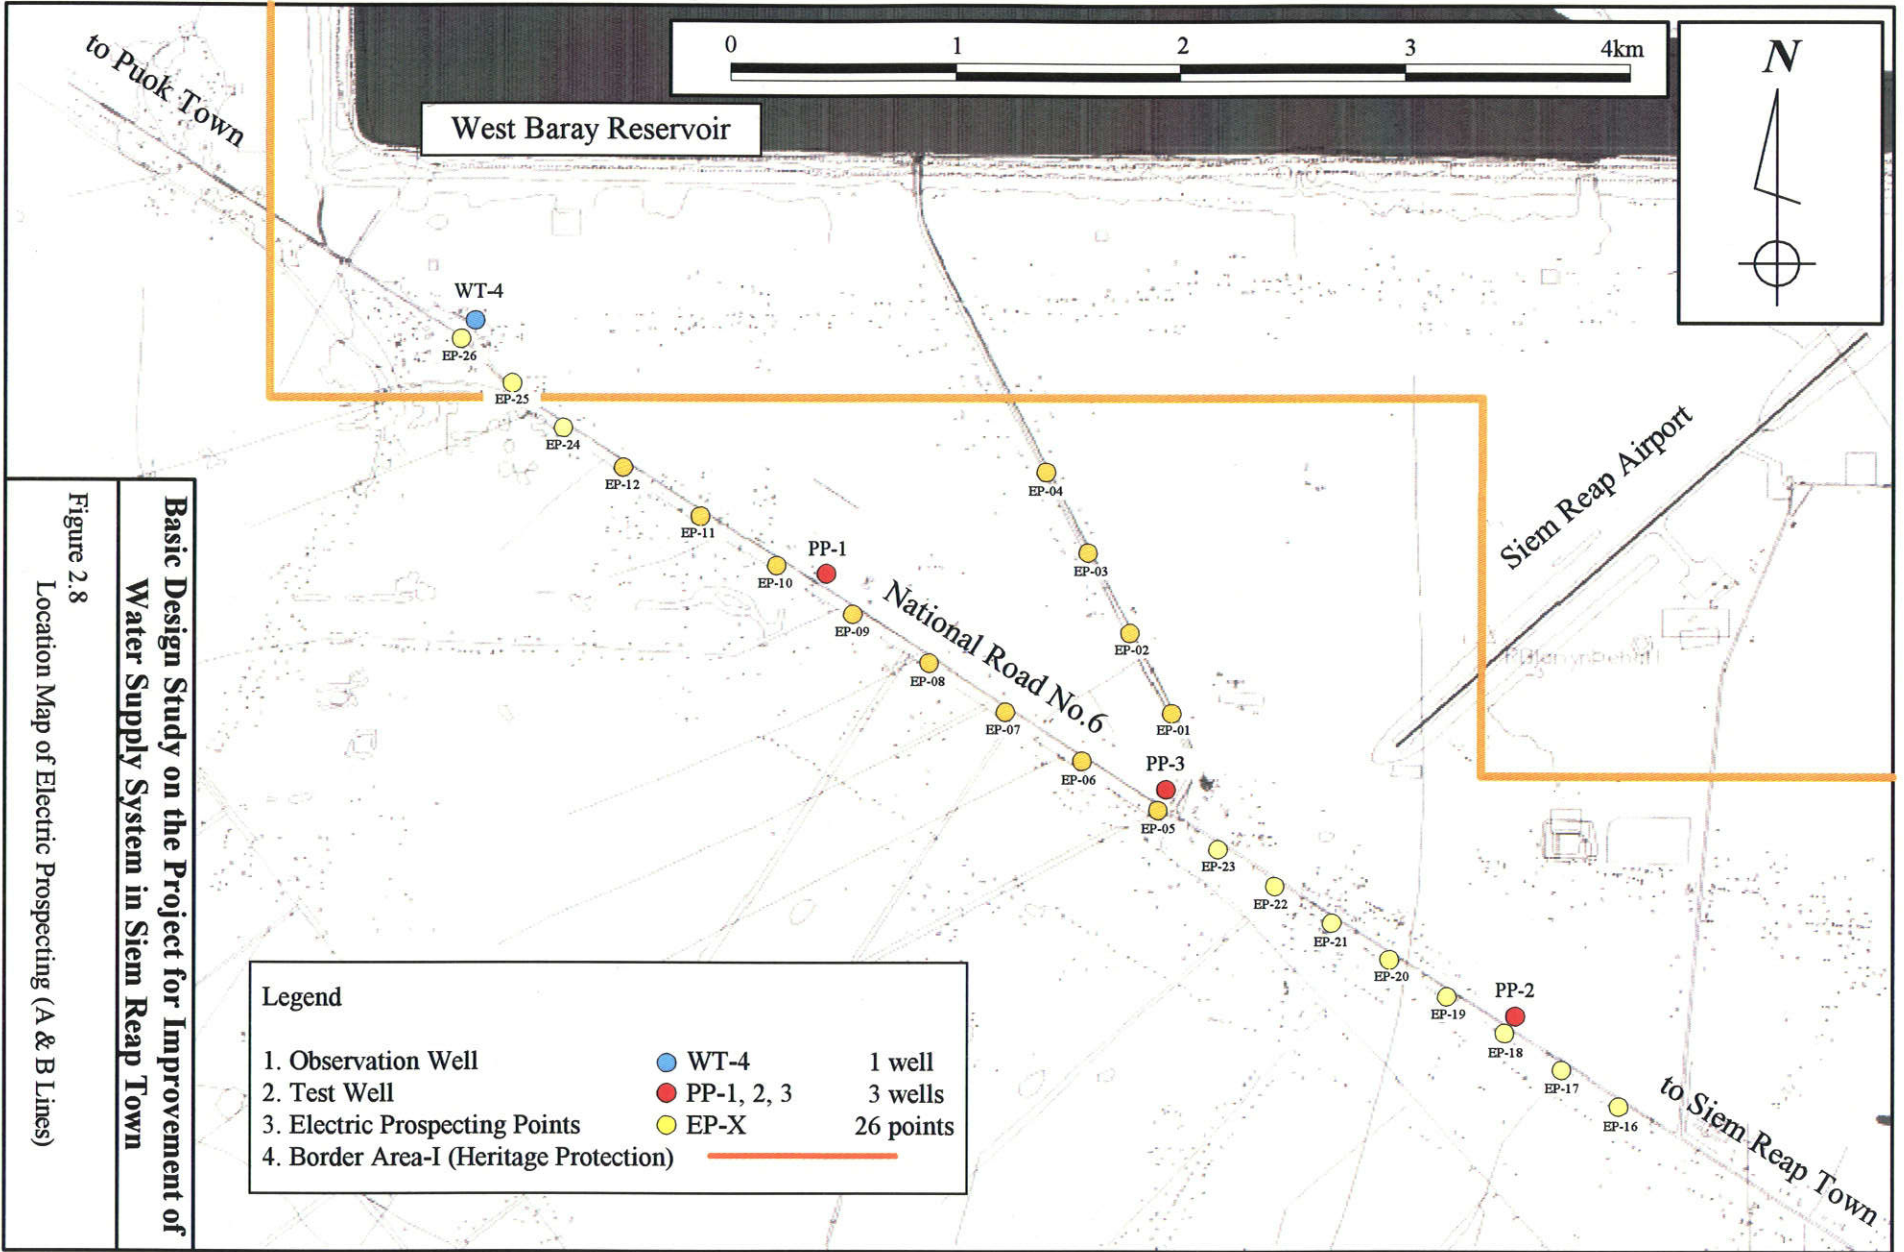 to Puok Town
0 1 2 3 4km
N
West Baray Reservoir
WT-4
EP-26
EP-25
EP-24
EP-12
EP-11
EP-10
PP-1
EP-09
EP-08
EP-07
EP-06
National Road No.6
EP-04
EP-03
EP-02
EP-01
PP-3
EP-05
EP-23
EP-22
EP-21
EP-20
EP-19
PP-2
EP-18
EP-17
EP-16
Siem Reap Airport
to Siem Reap Town
Legend
1. Observation Well WT-4 1 well
2. Test Well PP-1, 2, 3 3 wells
3. Electric Prospecting Points EP-X 26 points
4. Border Area-I (Heritage Protection)
Basic Design Study on the Project for Improvement of
Water Supply System in Siem Reap Town
Figure 2.8
Location Map of Electric Prospecting (A & B Lines)